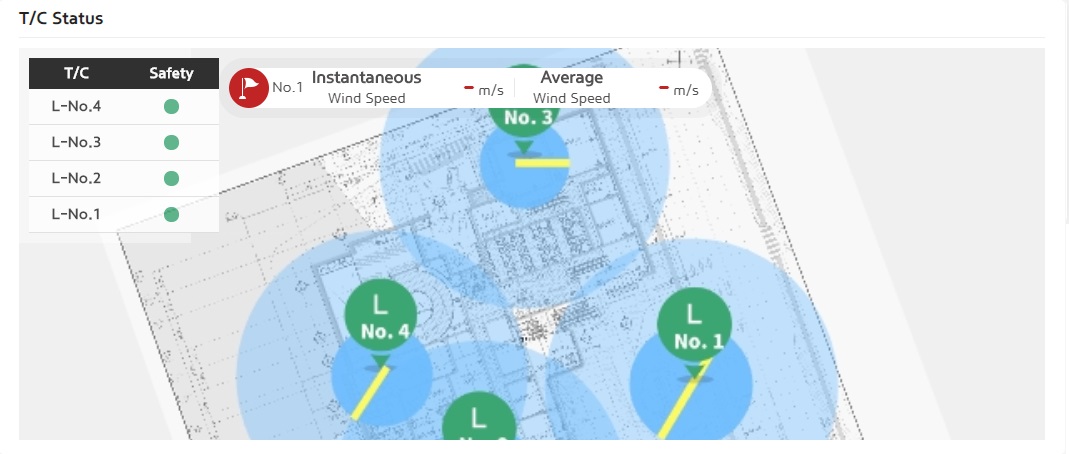 T/C Status
T/C Safety
L-No.4
L-No.3
L-No.2
L-No.1
No.1 Instantaneous Wind Speed - m/s Average Wind Speed - m/s
No. 3
L
No. 4
L
No. 1
L